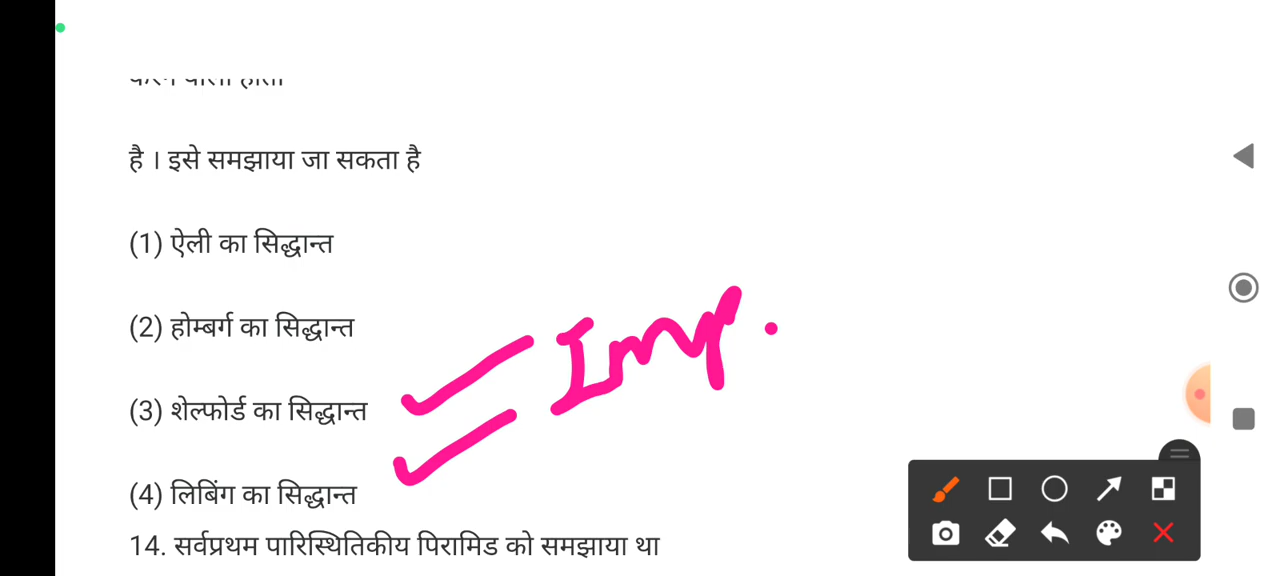 है । इसे समझाया जा सकता है
(1) ऐली का सिद्धान्त
(2) होम्बर्ग का सिद्धान्त
(3) शेल्फोर्ड का सिद्धान्त
Imp.
(4) लिबिंग का सिद्धान्त
14. सर्वप्रथम पारिस्थितिकीय पिरामिड को समझाया था